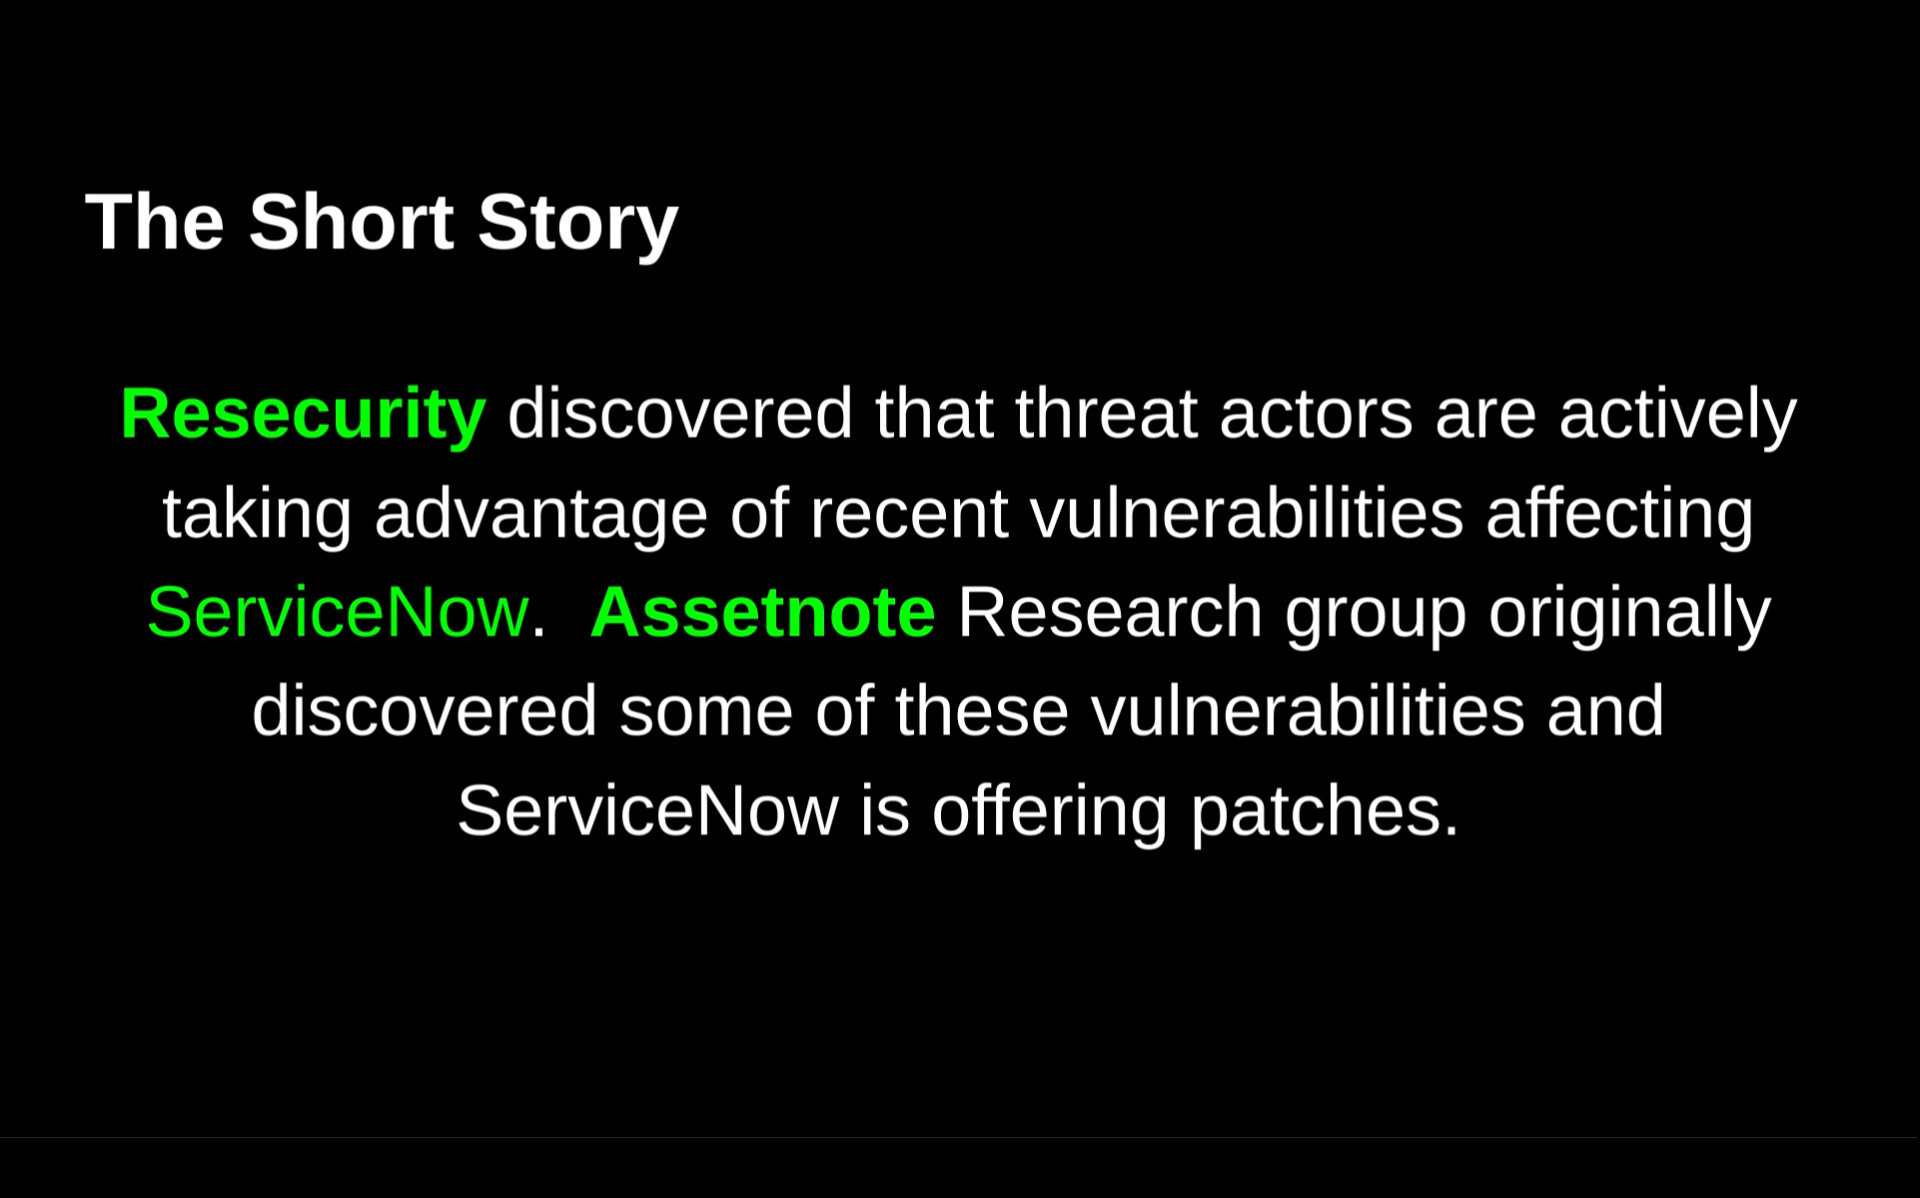 The Short Story
Resecurity discovered that threat actors are actively
taking advantage of recent vulnerabilities affecting
ServiceNow.  Assetnote Research group originally
discovered some of these vulnerabilities and
ServiceNow is offering patches.